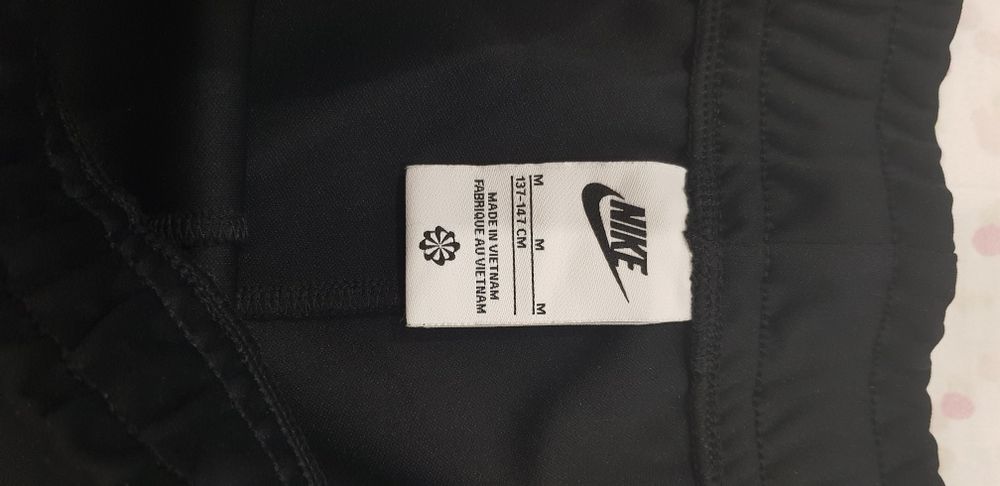 NIKE
M M M
137-147 CM
MADE IN VIETNAM
FABRIQUE AU VIETNAM